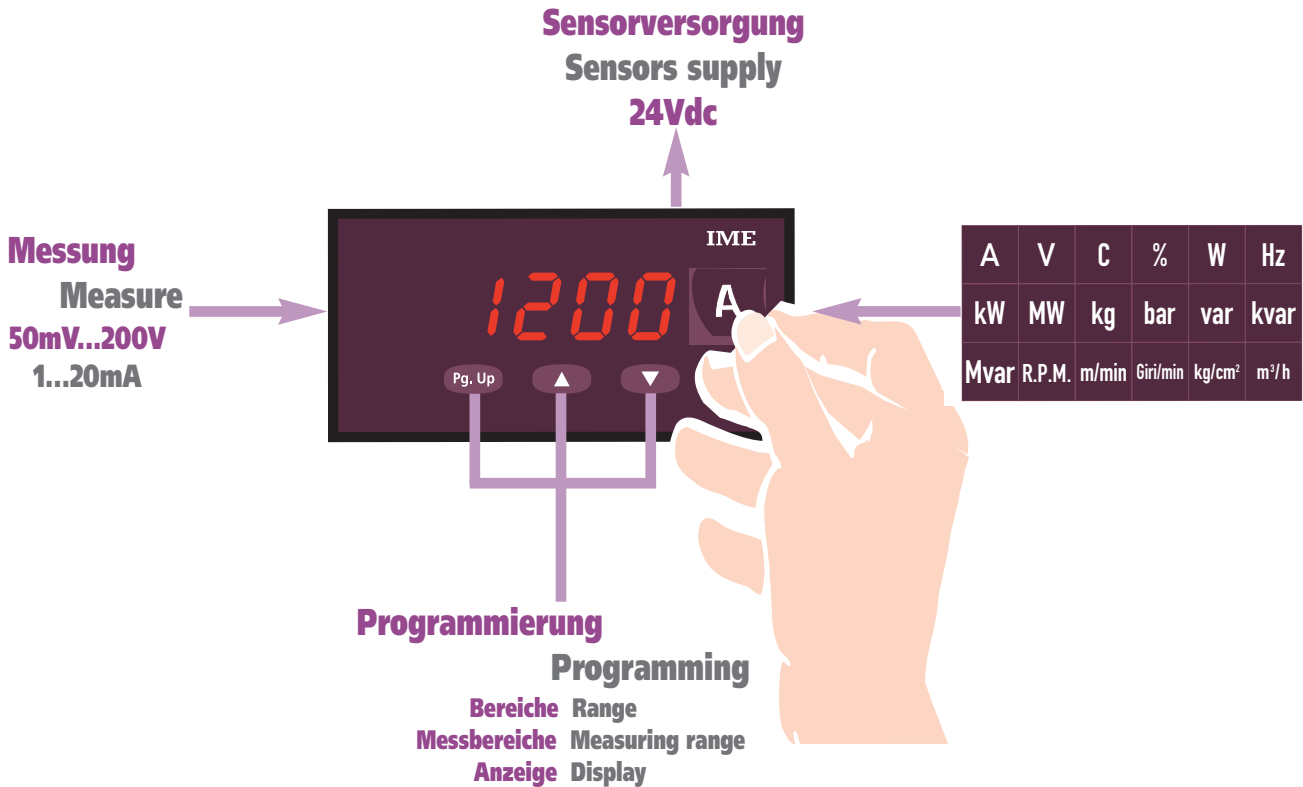 Sensorversorgung
Sensors supply
24Vdc
Messung
Measure
50mV...200V
1...20mA
IME
1200 A
Pg. Up ▲ ▼
A V C % W Hz
kW MW kg bar var kvar
Mvar R.P.M. m/min Giri/min kg/cm² m³/h
Programmierung
Programming
Bereiche Range
Messbereiche Measuring range
Anzeige Display